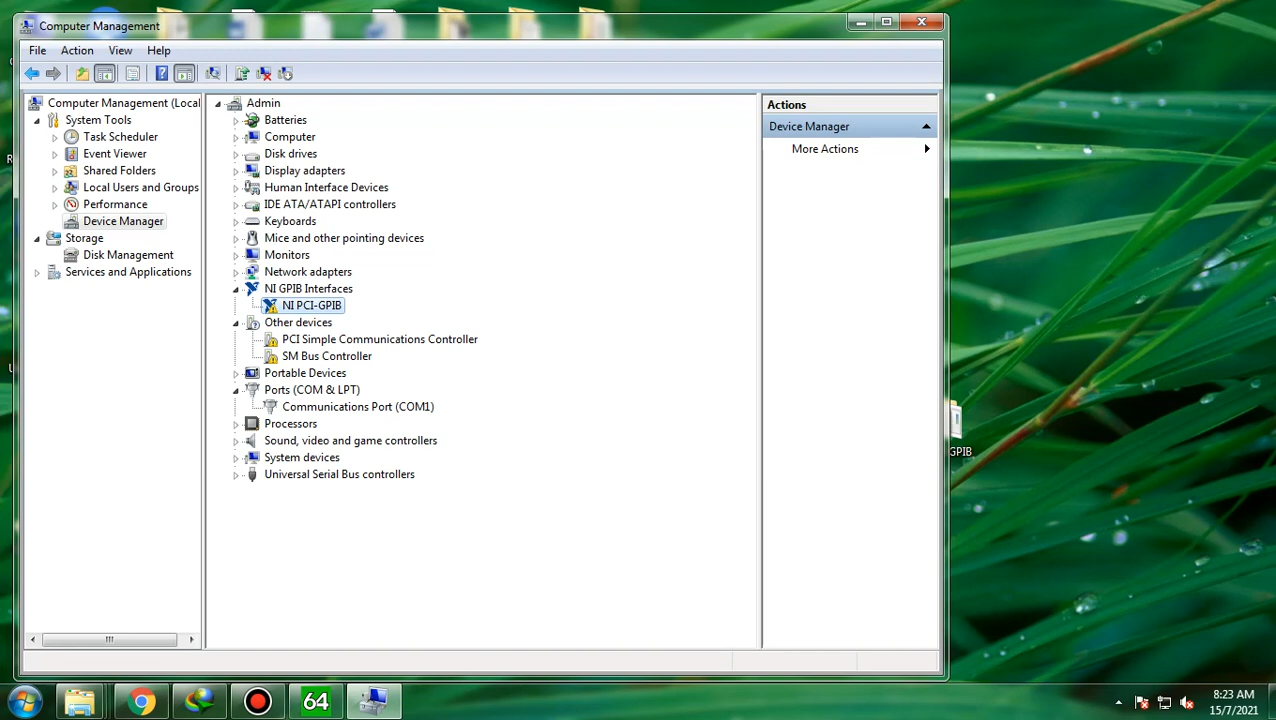 Computer Management
File Action View Help
Computer Management (Local
System Tools
Task Scheduler
Event Viewer
Shared Folders
Local Users and Groups
Performance
Device Manager
Storage
Disk Management
Services and Applications
Admin
Batteries
Computer
Disk drives
Display adapters
Human Interface Devices
IDE ATA/ATAPI controllers
Keyboards
Mice and other pointing devices
Monitors
Network adapters
NI GPIB Interfaces
NI PCI-GPIB
Other devices
PCI Simple Communications Controller
SM Bus Controller
Portable Devices
Ports (COM & LPT)
Communications Port (COM1)
Processors
Sound, video and game controllers
System devices
Universal Serial Bus controllers
Actions
Device Manager
More Actions
GPIB
64
8:23 AM
15/7/2021